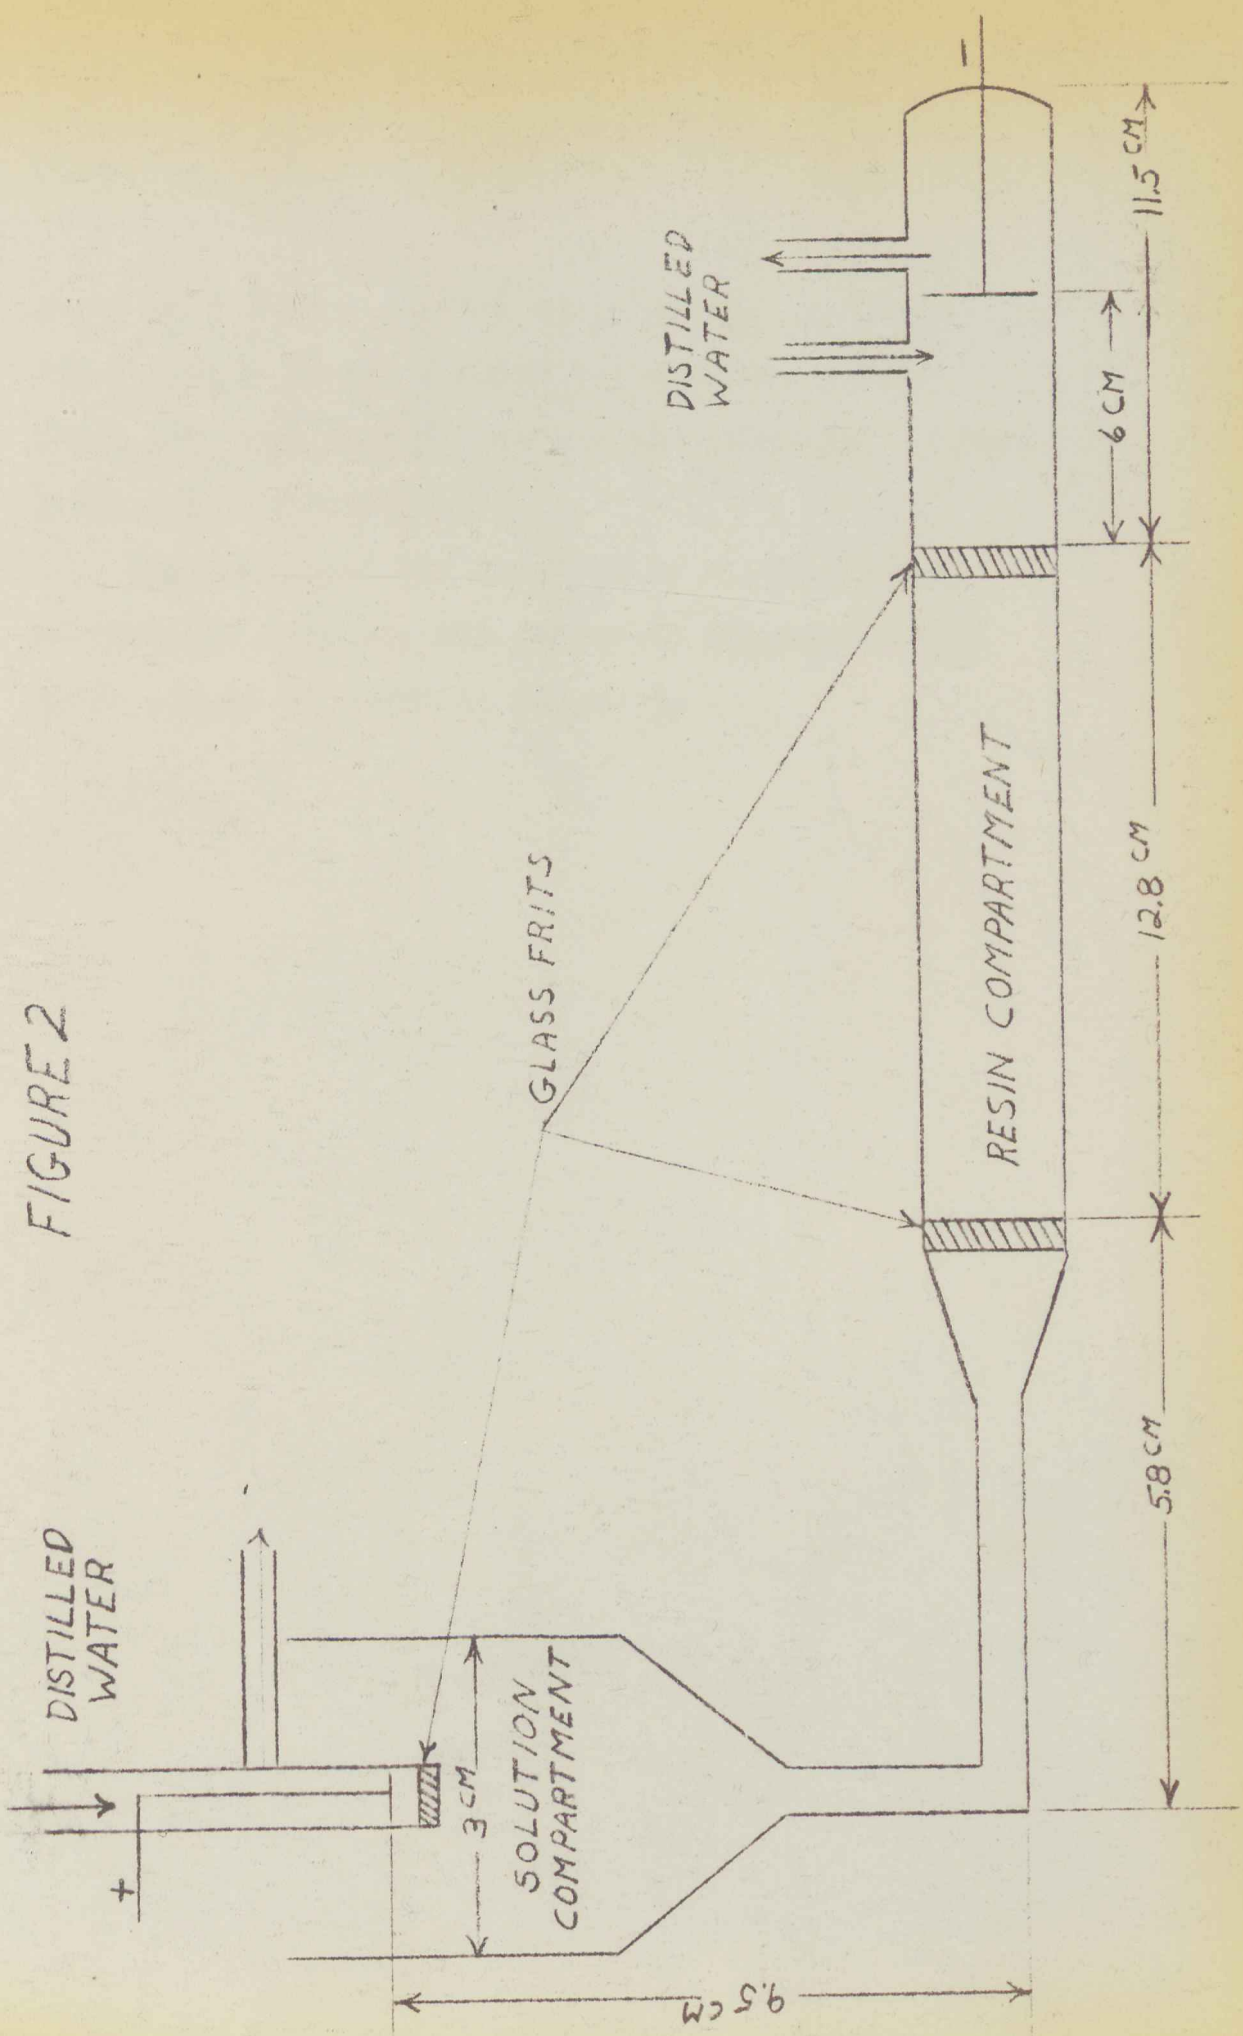 FIGURE 2
DISTILLED
WATER
+
3 CM
SOLUTION
COMPARTMENT
9.5 CM
GLASS FRITS
DISTILLED
WATER
−
RESIN COMPARTMENT
6 CM
5.8 CM
12.8 CM
11.5 CM